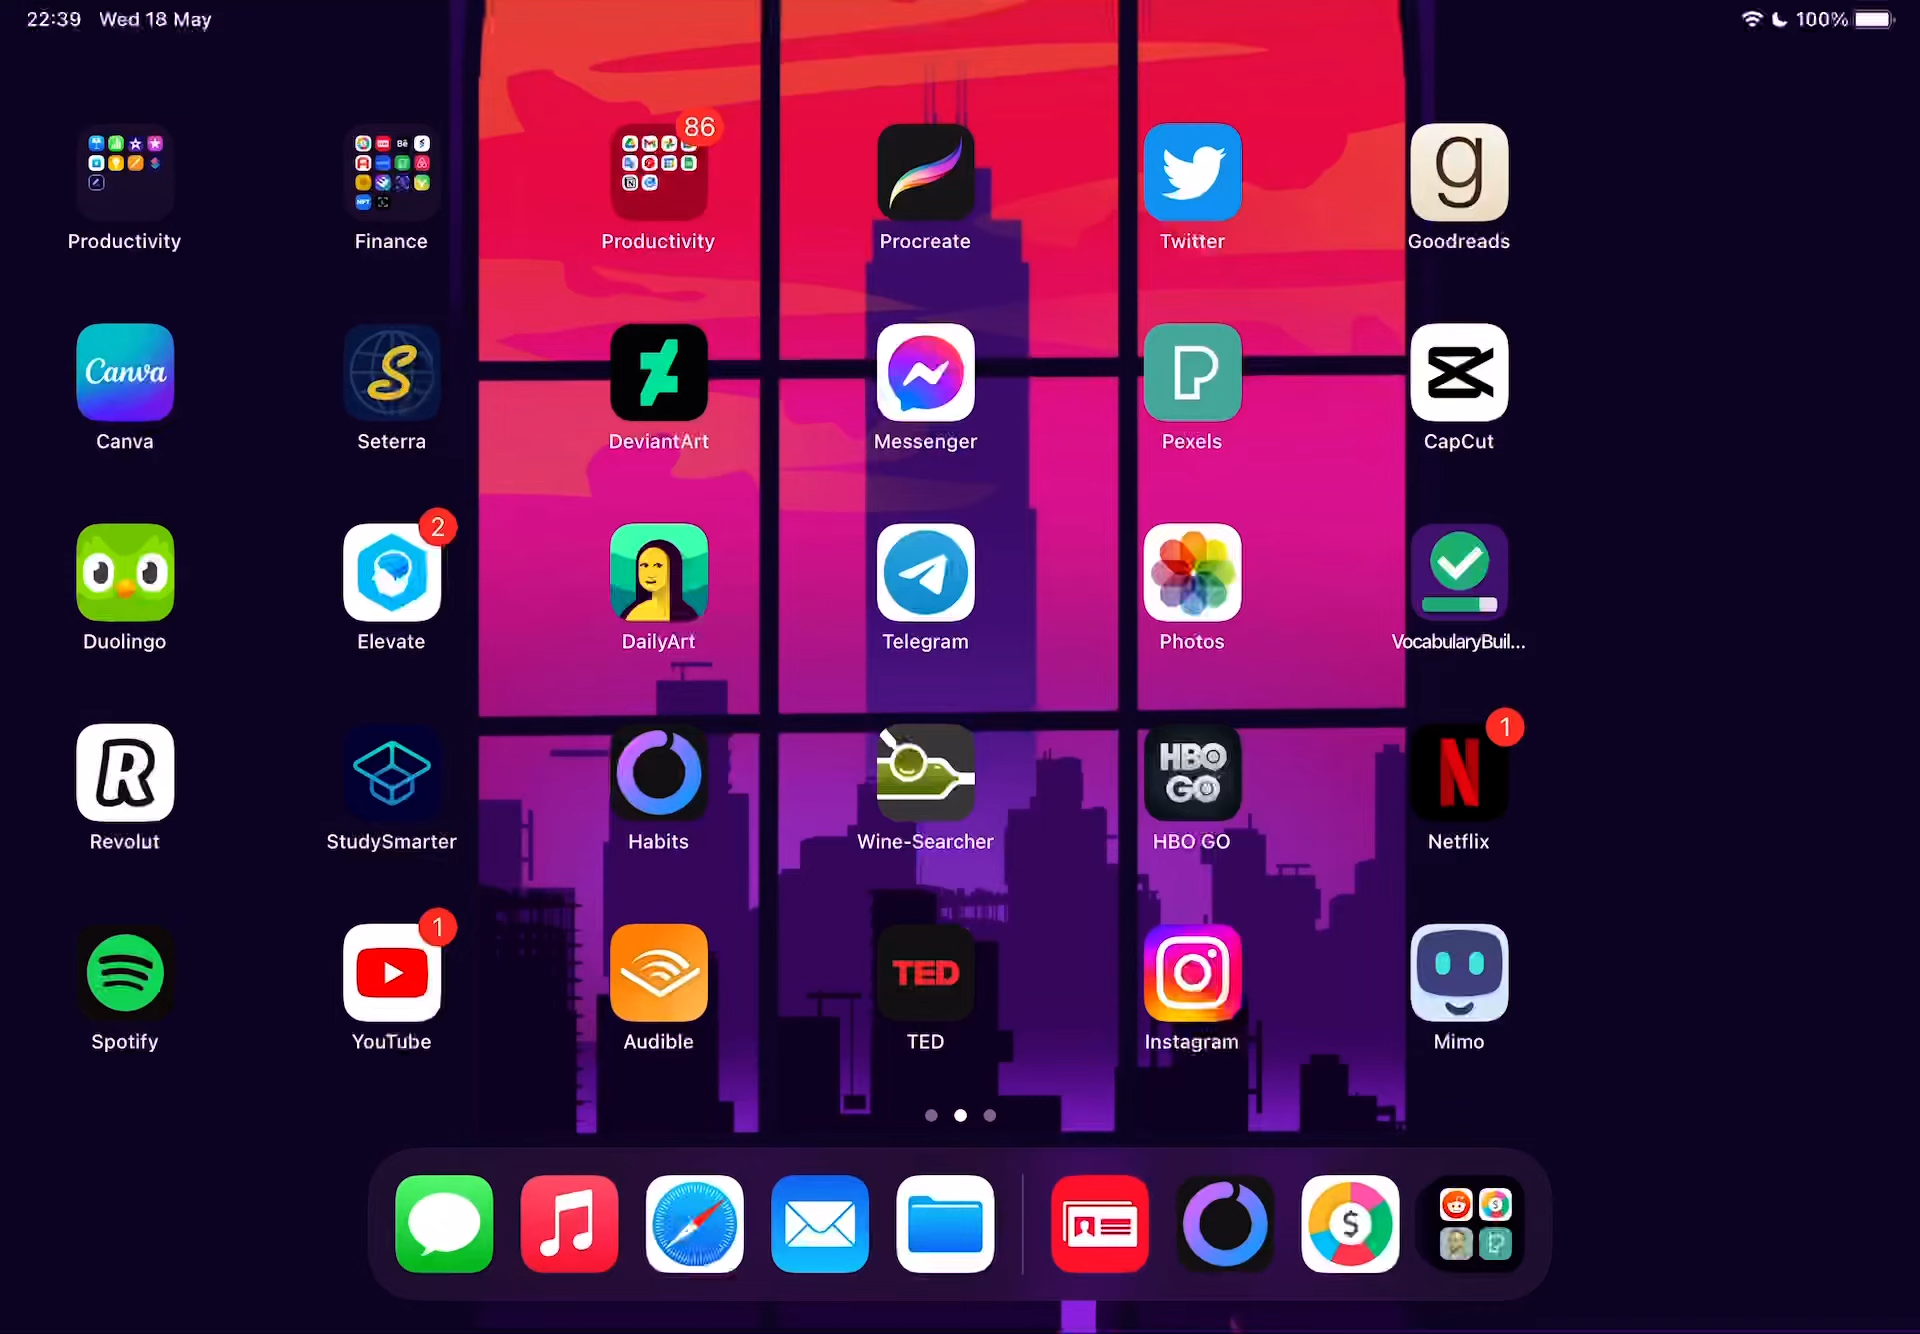 22:39 Wed 18 May
100%
86
Productivity
Finance
Productivity
Procreate
Twitter
g
Goodreads
Canva
Canva
S
Seterra
DeviantArt
Messenger
P
Pexels
CapCut
Duolingo
2
Elevate
DailyArt
Telegram
Photos
VocabularyBuil...
R
Revolut
StudySmarter
Habits
Wine-Searcher
HBO
GO
HBO GO
1
N
Netflix
Spotify
1
YouTube
Audible
TED
TED
Instagram
Mimo
$